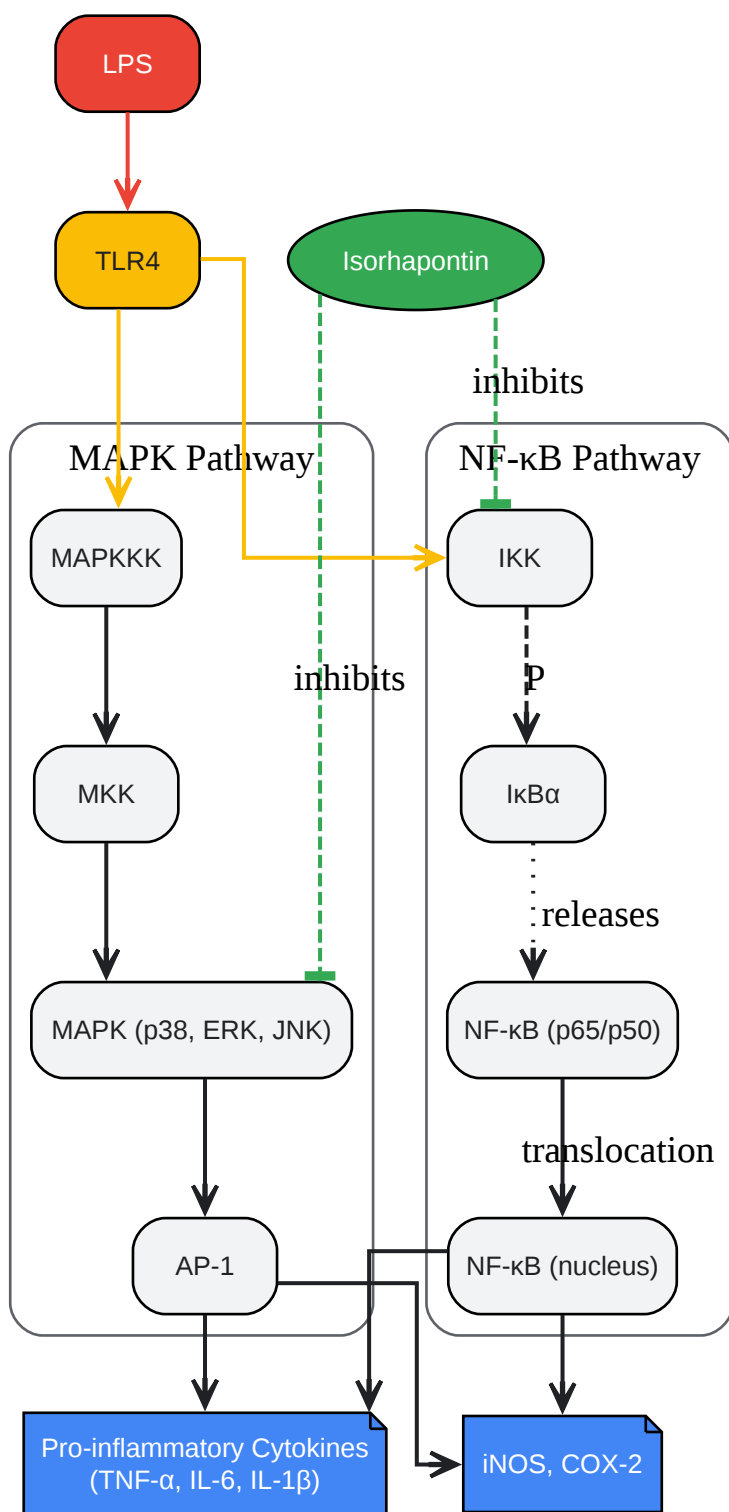 LPS
TLR4
Isorhapontin
inhibits
MAPK Pathway
NF-κB Pathway
MAPKKK
IKK
inhibits
P
MKK
IκBα
releases
MAPK (p38, ERK, JNK)
NF-κB (p65/p50)
translocation
AP-1
NF-κB (nucleus)
Pro-inflammatory Cytokines
(TNF-α, IL-6, IL-1β)
iNOS, COX-2